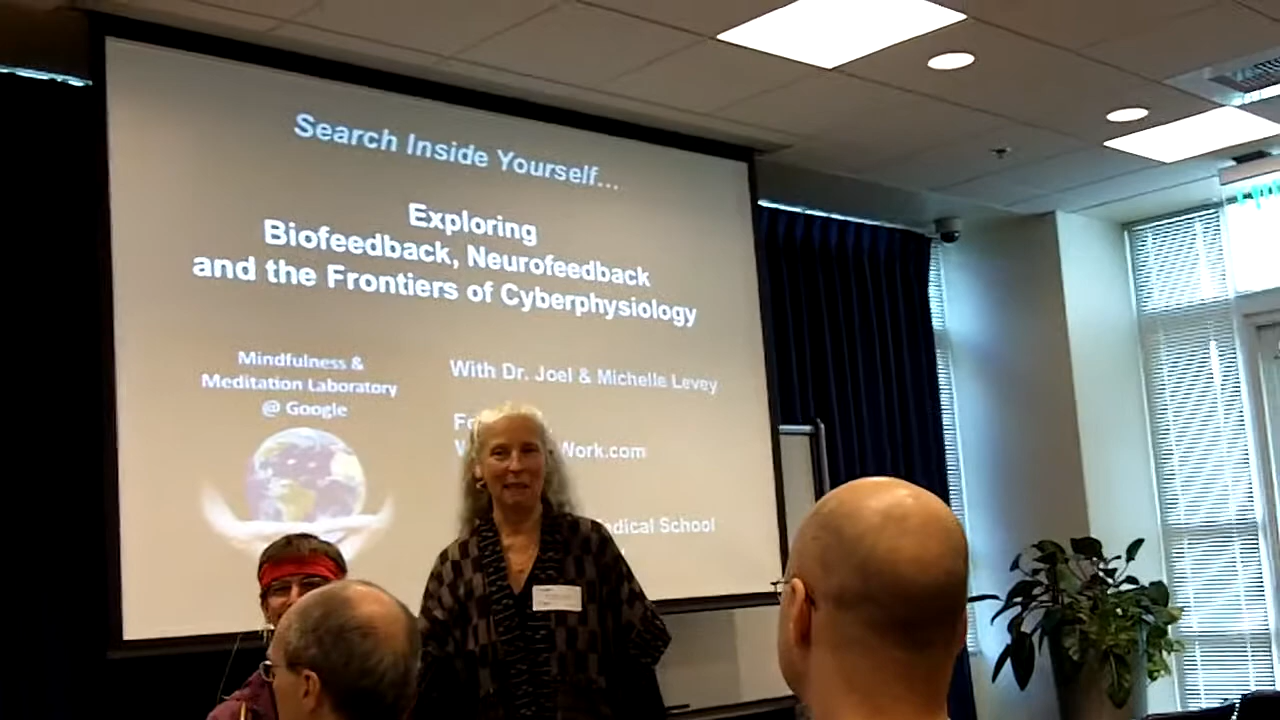 Search Inside Yourself...
Exploring
Biofeedback, Neurofeedback
and the Frontiers of Cyberphysiology
Mindfulness &
Meditation Laboratory
@ Google
With Dr. Joel & Michelle Levey
Work.com
School